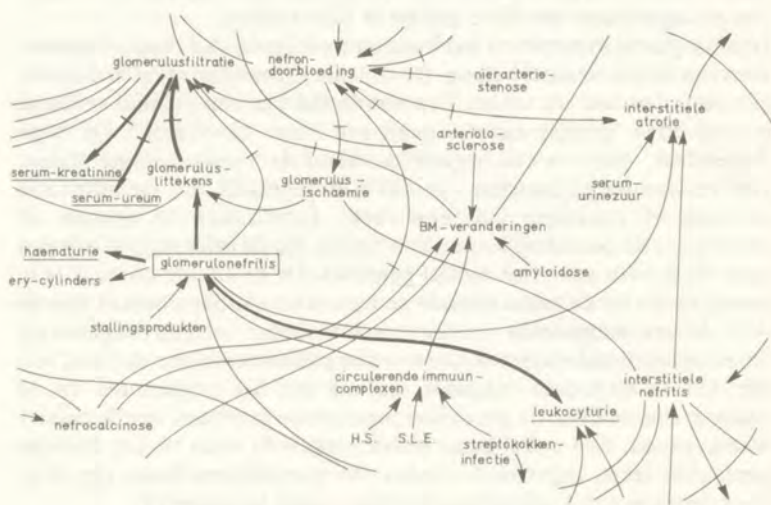 glomerulusfiltratie
nefron-
doorbloeding
nierarterie-
stenose
interstitiele
atrofie
arteriolo-
sclerose
serum-kreatinine
glomerulus-
littekens
serum-ureum
glomerulus-
ischaemie
serum-
urinezuur
BM-veranderingen
haematurie
glomerulonefritis
amyloidose
ery-cylinders
stallingsprodukten
circulerende immuun-
complexen
interstitiele
nefritis
nefrocalcinose
leukocyturie
H.S.
S.L.E.
streptokokken-
infectie